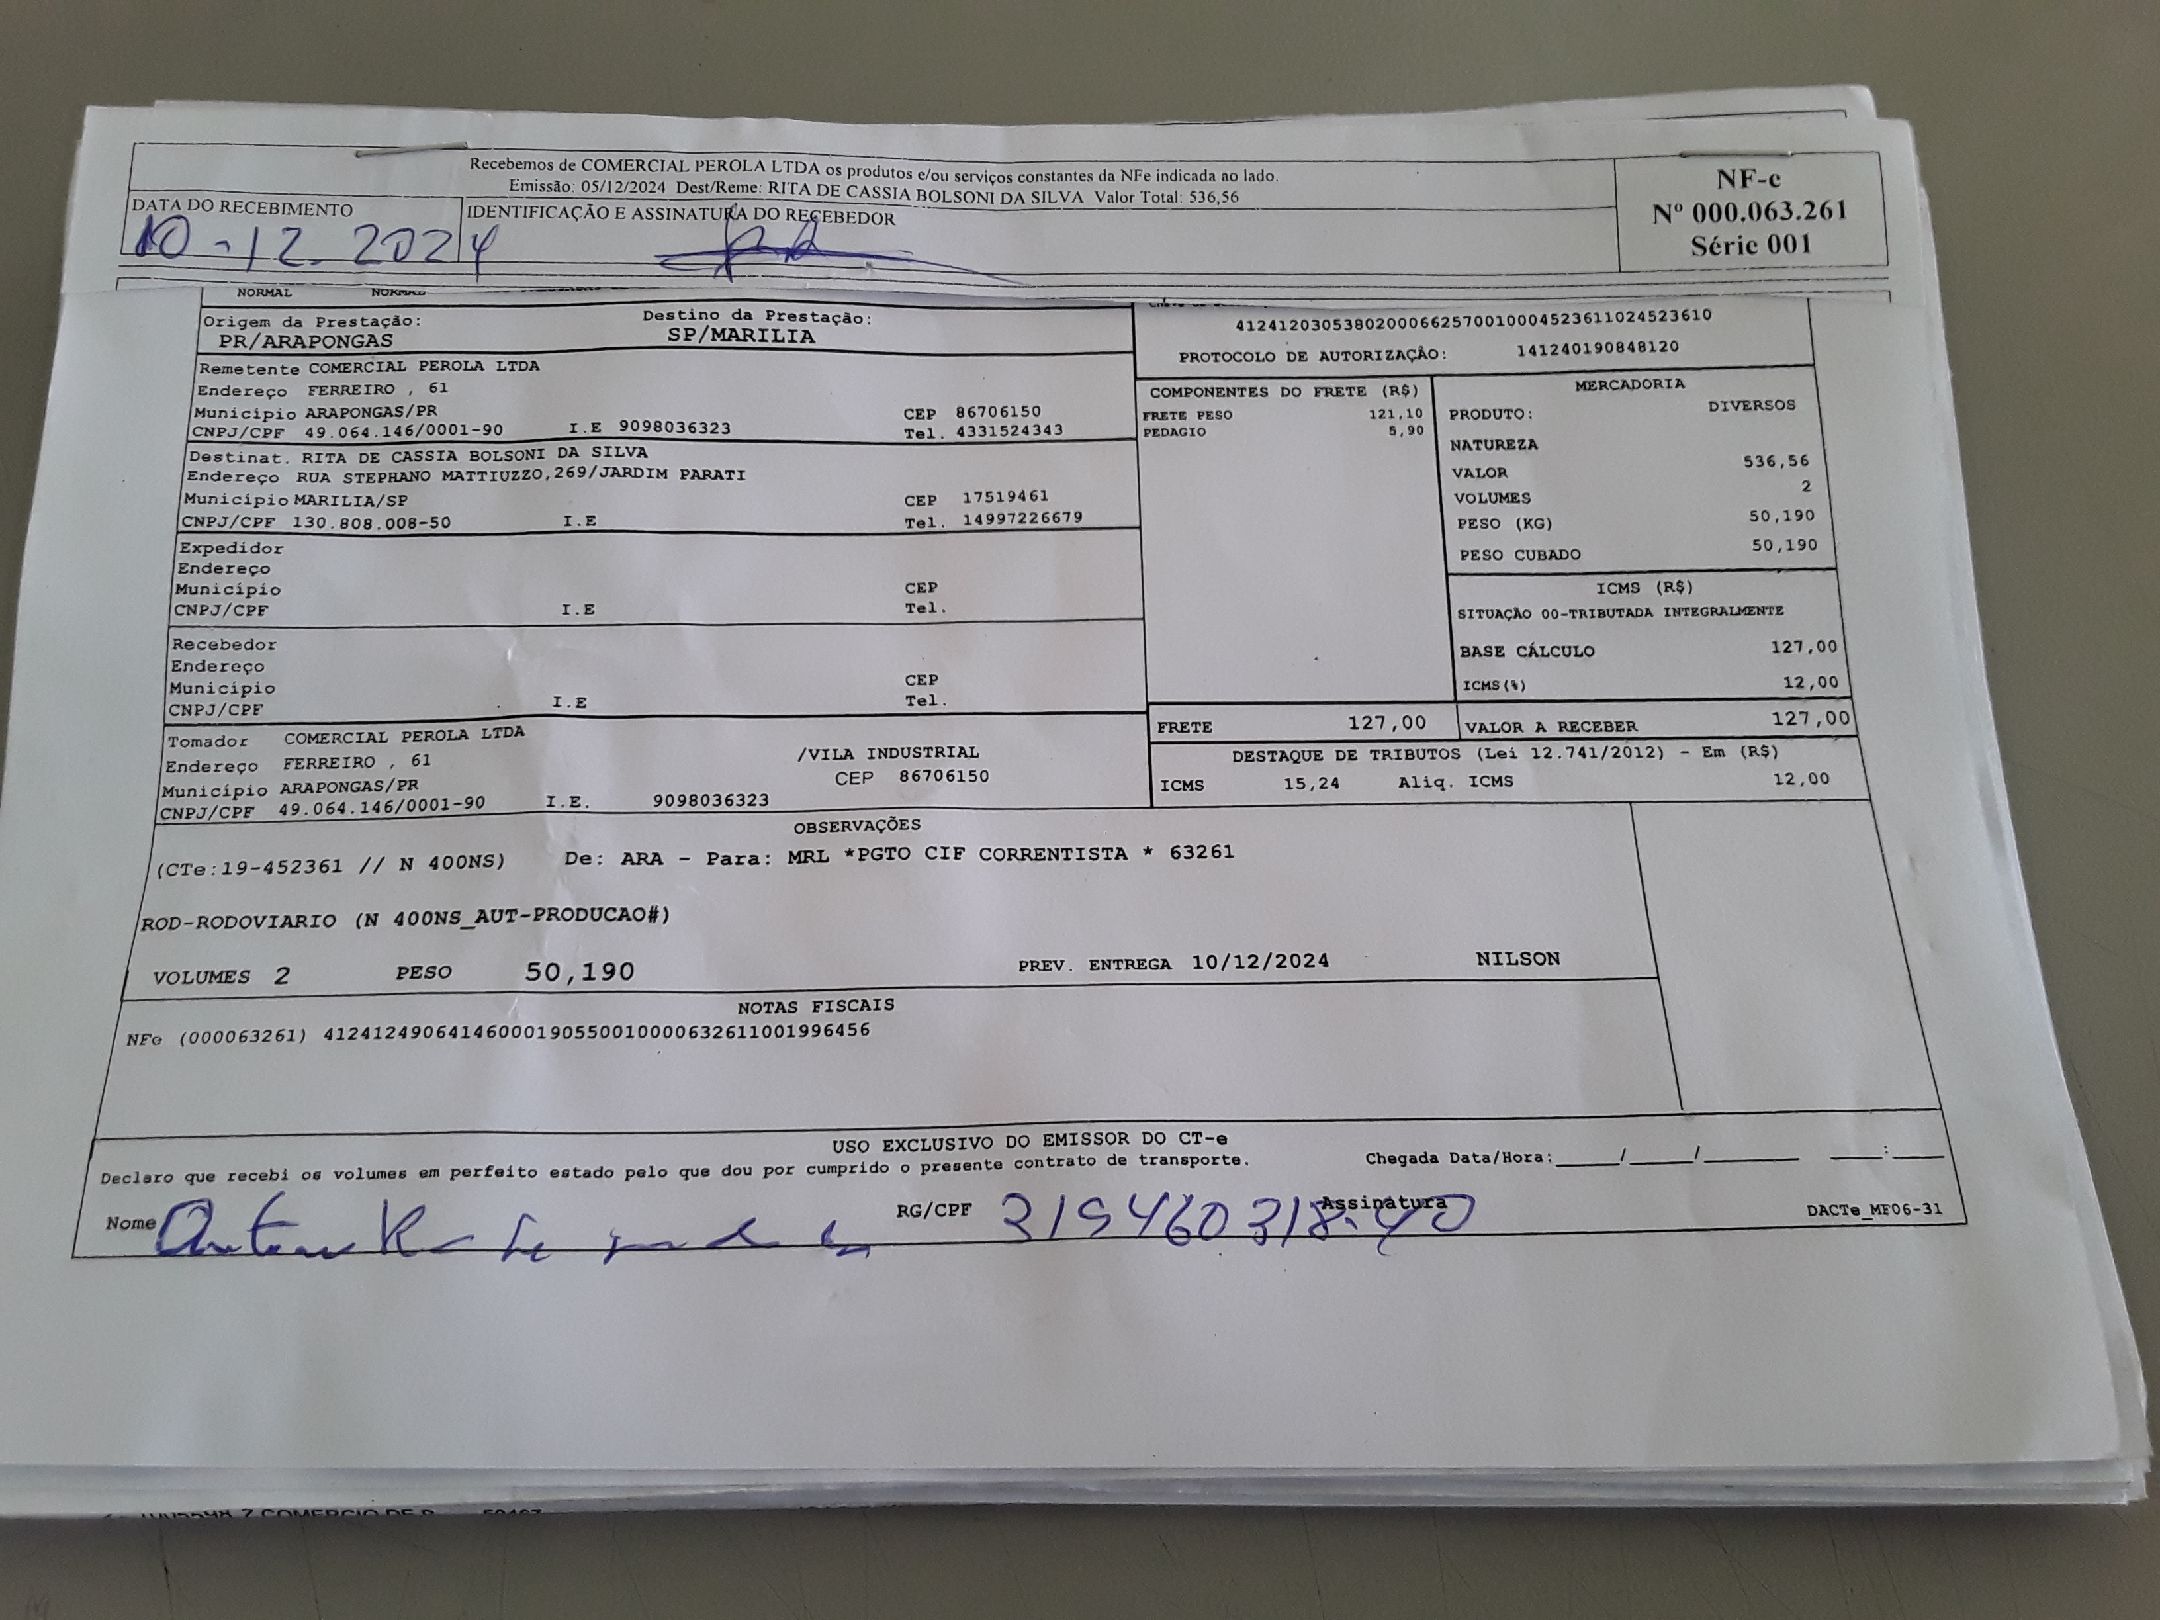 Recebemos de COMERCIAL PEROLA LTDA os produtos e/ou serviços constantes da NFe indicada ao lado.
Emissão: 05/12/2024 Dest/Reme: RITA DE CASSIA BOLSONI DA SILVA Valor Total: 536,56
NF-e
Nº 000.063.261
Série 001
DATA DO RECEBIMENTO
IDENTIFICAÇÃO E ASSINATURA DO RECEBEDOR
10-12.2024
NORMAL NORMAL
Origem da Prestação: Destino da Prestação:
PR/ARAPONGAS SP/MARILIA
41241203053802000662570010004523611024523610
PROTOCOLO DE AUTORIZAÇÃO: 141240190848120
Remetente COMERCIAL PEROLA LTDA
Endereço FERREIRO , 61
Município ARAPONGAS/PR CEP 86706150
CNPJ/CPF 49.064.146/0001-90 I.E 9098036323 Tel. 4331524343
Destinat. RITA DE CASSIA BOLSONI DA SILVA
Endereço RUA STEPHANO MATTIUZZO,269/JARDIM PARATI
Município MARILIA/SP CEP 17519461
CNPJ/CPF 130.808.008-50 I.E Tel. 14997226679
Expedidor
Endereço
Município CEP
CNPJ/CPF I.E Tel.
Recebedor
Endereço
Município CEP
CNPJ/CPF I.E Tel.
Tomador COMERCIAL PEROLA LTDA
Endereço FERREIRO , 61 /VILA INDUSTRIAL
Município ARAPONGAS/PR CEP 86706150
CNPJ/CPF 49.064.146/0001-90 I.E. 9098036323
COMPONENTES DO FRETE (R$)
FRETE PESO 121,10
PEDAGIO 5,90
MERCADORIA
PRODUTO: DIVERSOS
NATUREZA
VALOR 536,56
VOLUMES 2
PESO (KG) 50,190
PESO CUBADO 50,190
ICMS (R$)
SITUAÇÃO 00-TRIBUTADA INTEGRALMENTE
BASE CÁLCULO 127,00
ICMS(%) 12,00
FRETE 127,00 VALOR A RECEBER 127,00
DESTAQUE DE TRIBUTOS (Lei 12.741/2012) - Em (R$)
ICMS 15,24 Aliq. ICMS 12,00
OBSERVAÇÕES
(CTe:19-452361 // N 400NS) De: ARA - Para: MRL *PGTO CIF CORRENTISTA * 63261
ROD-RODOVIARIO (N 400NS_AUT-PRODUCAO#)
VOLUMES 2 PESO 50,190 PREV. ENTREGA 10/12/2024 NILSON
NOTAS FISCAIS
NFe (000063261) 41241249064146000190550010000632611001996456
USO EXCLUSIVO DO EMISSOR DO CT-e
Declaro que recebi os volumes em perfeito estado pelo que dou por cumprido o presente contrato de transporte. Chegada Data/Hora:_____/_____/_______ ____:____
Nome RG/CPF 319460318-40 Assinatura
DACTe_MF06-31